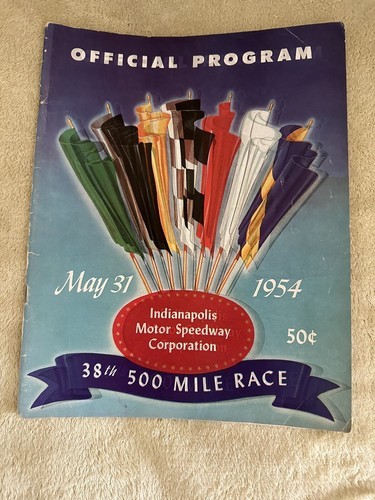 OFFICIAL PROGRAM
May 31 1954
Indianapolis
Motor Speedway
Corporation
50¢
38th 500 MILE RACE